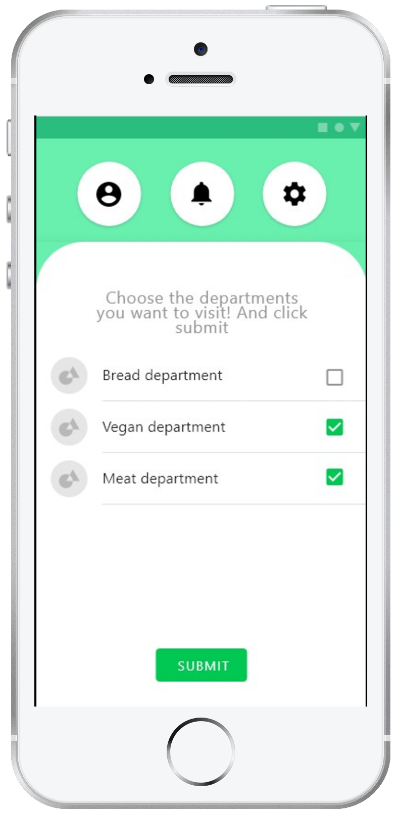 Choose the departments
you want to visit! And click
submit
Bread department
Vegan department
Meat department
SUBMIT